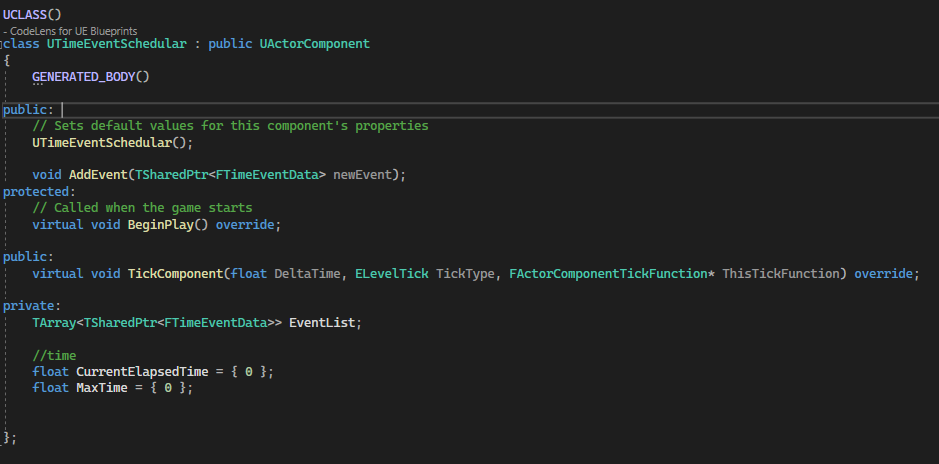 UCLASS()
- CodeLens for UE Blueprints
class UTimeEventSchedular : public UActorComponent
{
GENERATED_BODY()
public:
// Sets default values for this component's properties
UTimeEventSchedular();
void AddEvent(TSharedPtr<FTimeEventData> newEvent);
protected:
// Called when the game starts
virtual void BeginPlay() override;
public:
virtual void TickComponent(float DeltaTime, ELevelTick TickType, FActorComponentTickFunction* ThisTickFunction) override;
private:
TArray<TSharedPtr<FTimeEventData>> EventList;
//time
float CurrentElapsedTime = { 0 };
float MaxTime = { 0 };
};